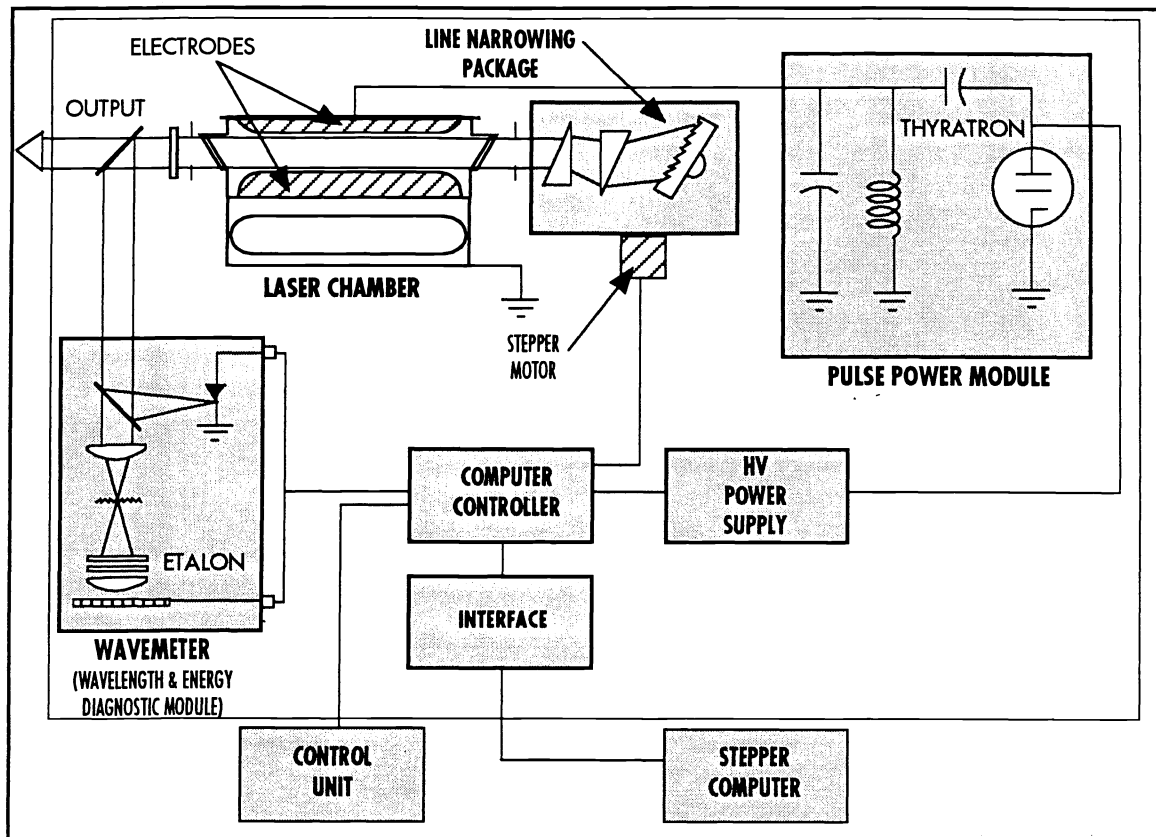 ELECTRODES
LINE NARROWING
PACKAGE
OUTPUT
THYRATRON
LASER CHAMBER
STEPPER
MOTOR
PULSE POWER MODULE
COMPUTER
CONTROLLER
HV
POWER
SUPPLY
ETALON
INTERFACE
WAVEMETER
(WAVELENGTH & ENERGY
DIAGNOSTIC MODULE)
CONTROL
UNIT
STEPPER
COMPUTER